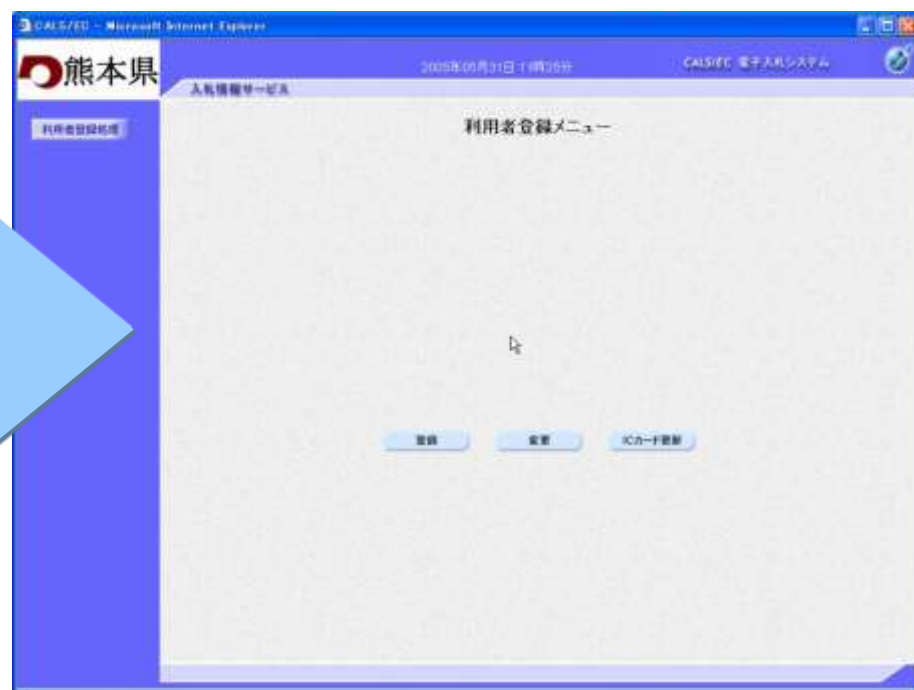 CALS/EC - Microsoft Internet Explorer
熊本県
CALS/EC 電子入札システム
入札情報サービス
利用者登録処理
利用者登録メニュー
登録
変更
ICカード更新